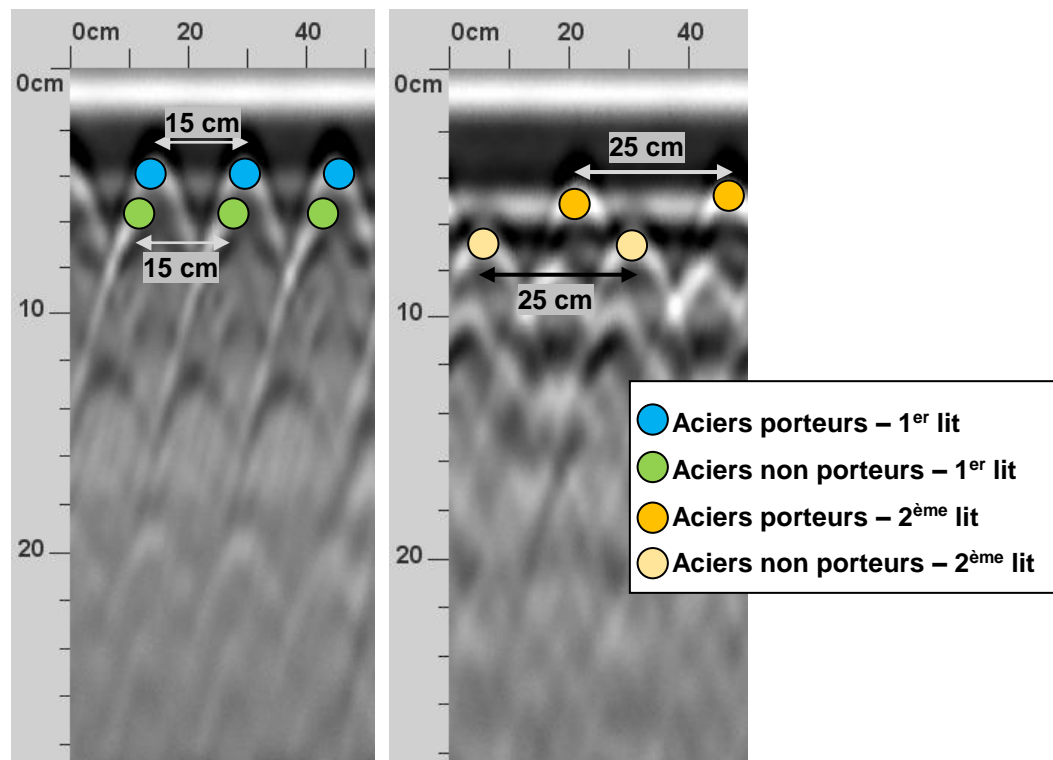 0cm 20 40
0cm
15 cm
15 cm
10
20
0cm 20 40
0cm
25 cm
25 cm
10
20
Aciers porteurs – 1er lit
Aciers non porteurs – 1er lit
Aciers porteurs – 2ème lit
Aciers non porteurs – 2ème lit